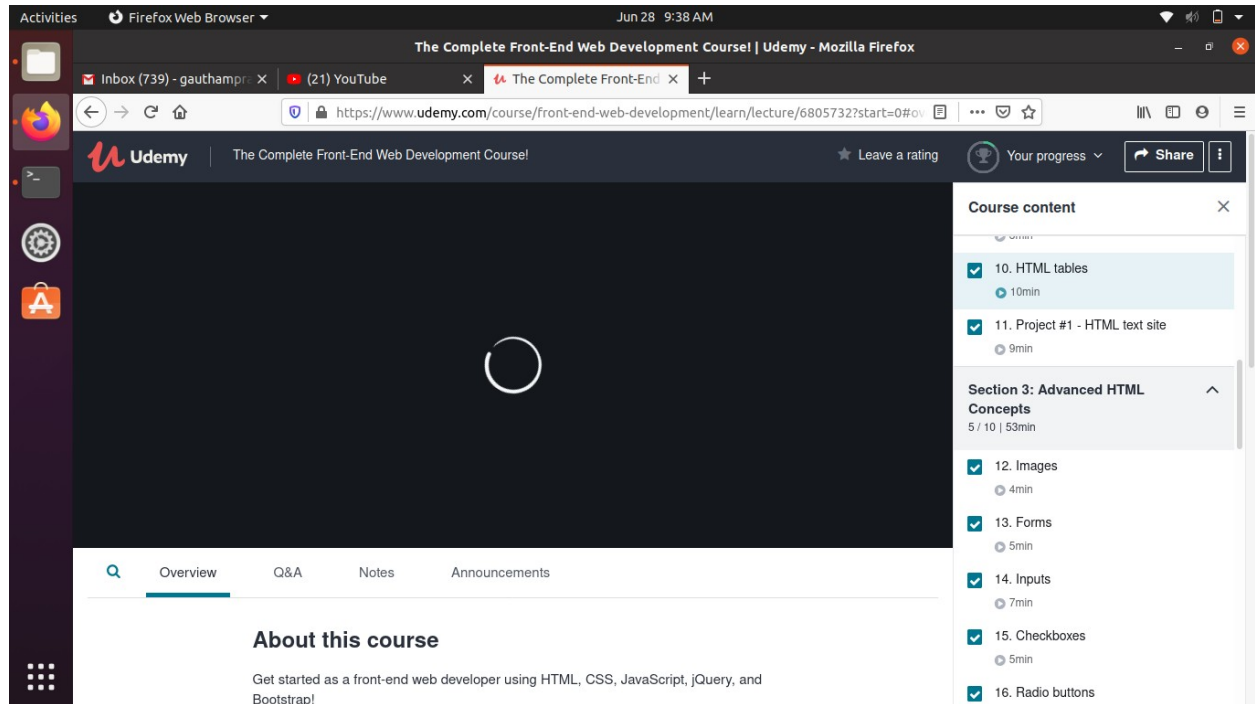 Activities
Firefox Web Browser
Jun 28 9:38 AM
The Complete Front-End Web Development Course! | Udemy - Mozilla Firefox
Inbox (739) - gauthampra
(21) YouTube
The Complete Front-End
https://www.udemy.com/course/front-end-web-development/learn/lecture/6805732?start=0#ov
Udemy
The Complete Front-End Web Development Course!
Leave a rating
Your progress
Share
Course content
10. HTML tables
10min
11. Project #1 - HTML text site
9min
Section 3: Advanced HTML
Concepts
5 / 10 | 53min
12. Images
4min
13. Forms
5min
14. Inputs
7min
15. Checkboxes
5min
16. Radio buttons
Overview
Q&A
Notes
Announcements
About this course
Get started as a front-end web developer using HTML, CSS, JavaScript, jQuery, and
Bootstrap!